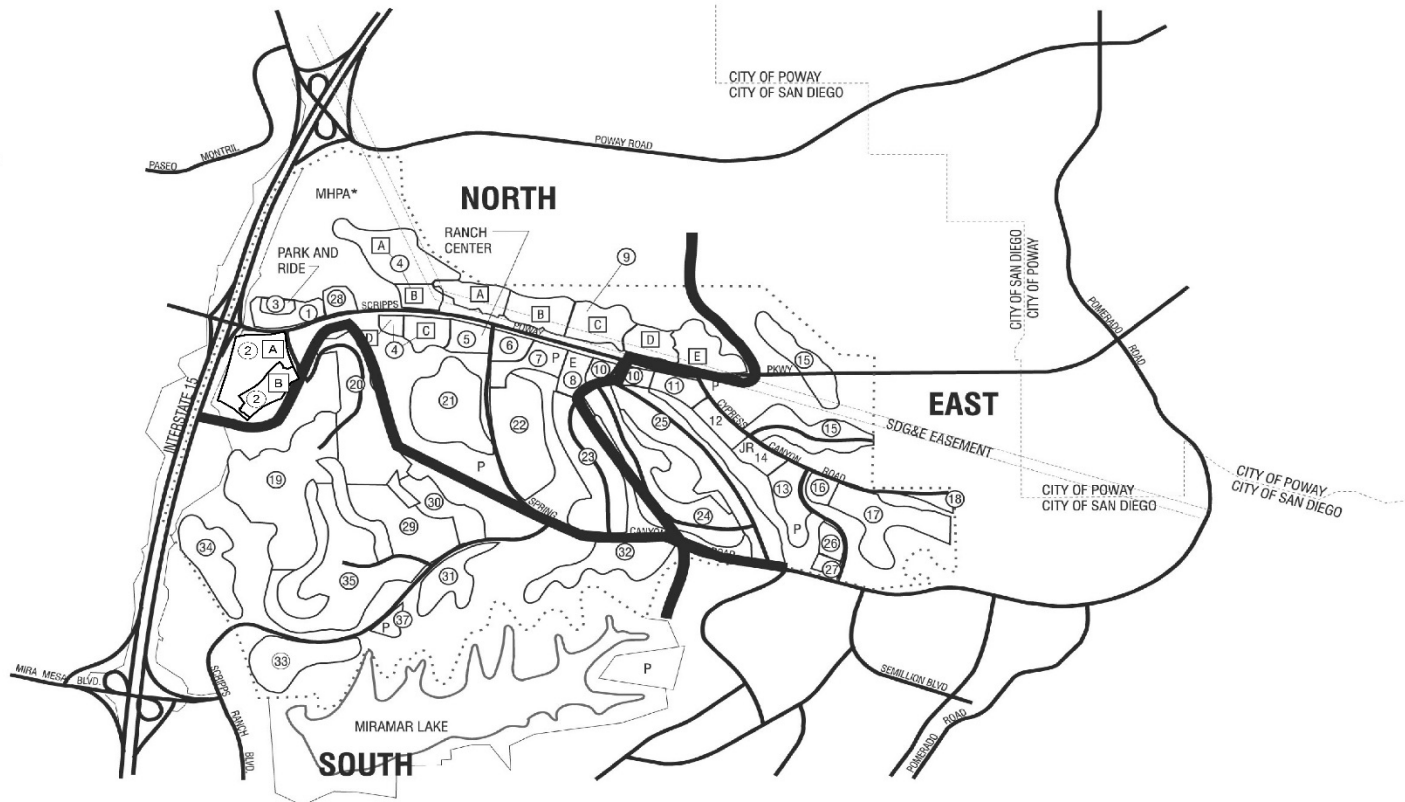 CITY OF POWAY
CITY OF SAN DIEGO
POWAY ROAD
PASEO MONTRIL
MHPA*
NORTH
RANCH
CENTER
PARK AND
RIDE
A
4
9
3
1
28
SCRIPPS
B
A
B
POWAY
C
D
E
CITY OF SAN DIEGO
CITY OF POWAY
POMERADO
ROAD
2
A
B
2
D
4
C
5
6
7
P
E
8
10
10
11
P
15
PKWY
EAST
INTERSTATE 15
20
21
22
23
25
12
CYPRESS
CANYON
ROAD
15
SDG&E EASEMENT
JR
14
19
P
30
29
SPRING
CANYON
ROAD
24
13
P
16
17
18
26
27
CITY OF POWAY
CITY OF SAN DIEGO
CITY OF POWAY
CITY OF SAN DIEGO
34
35
31
32
37
P
33
P
MIRA MESA BLVD.
SCRIPPS
RANCH
BLVD.
MIRAMAR LAKE
SOUTH
SEMILLION BLVD
POMERADO
ROAD